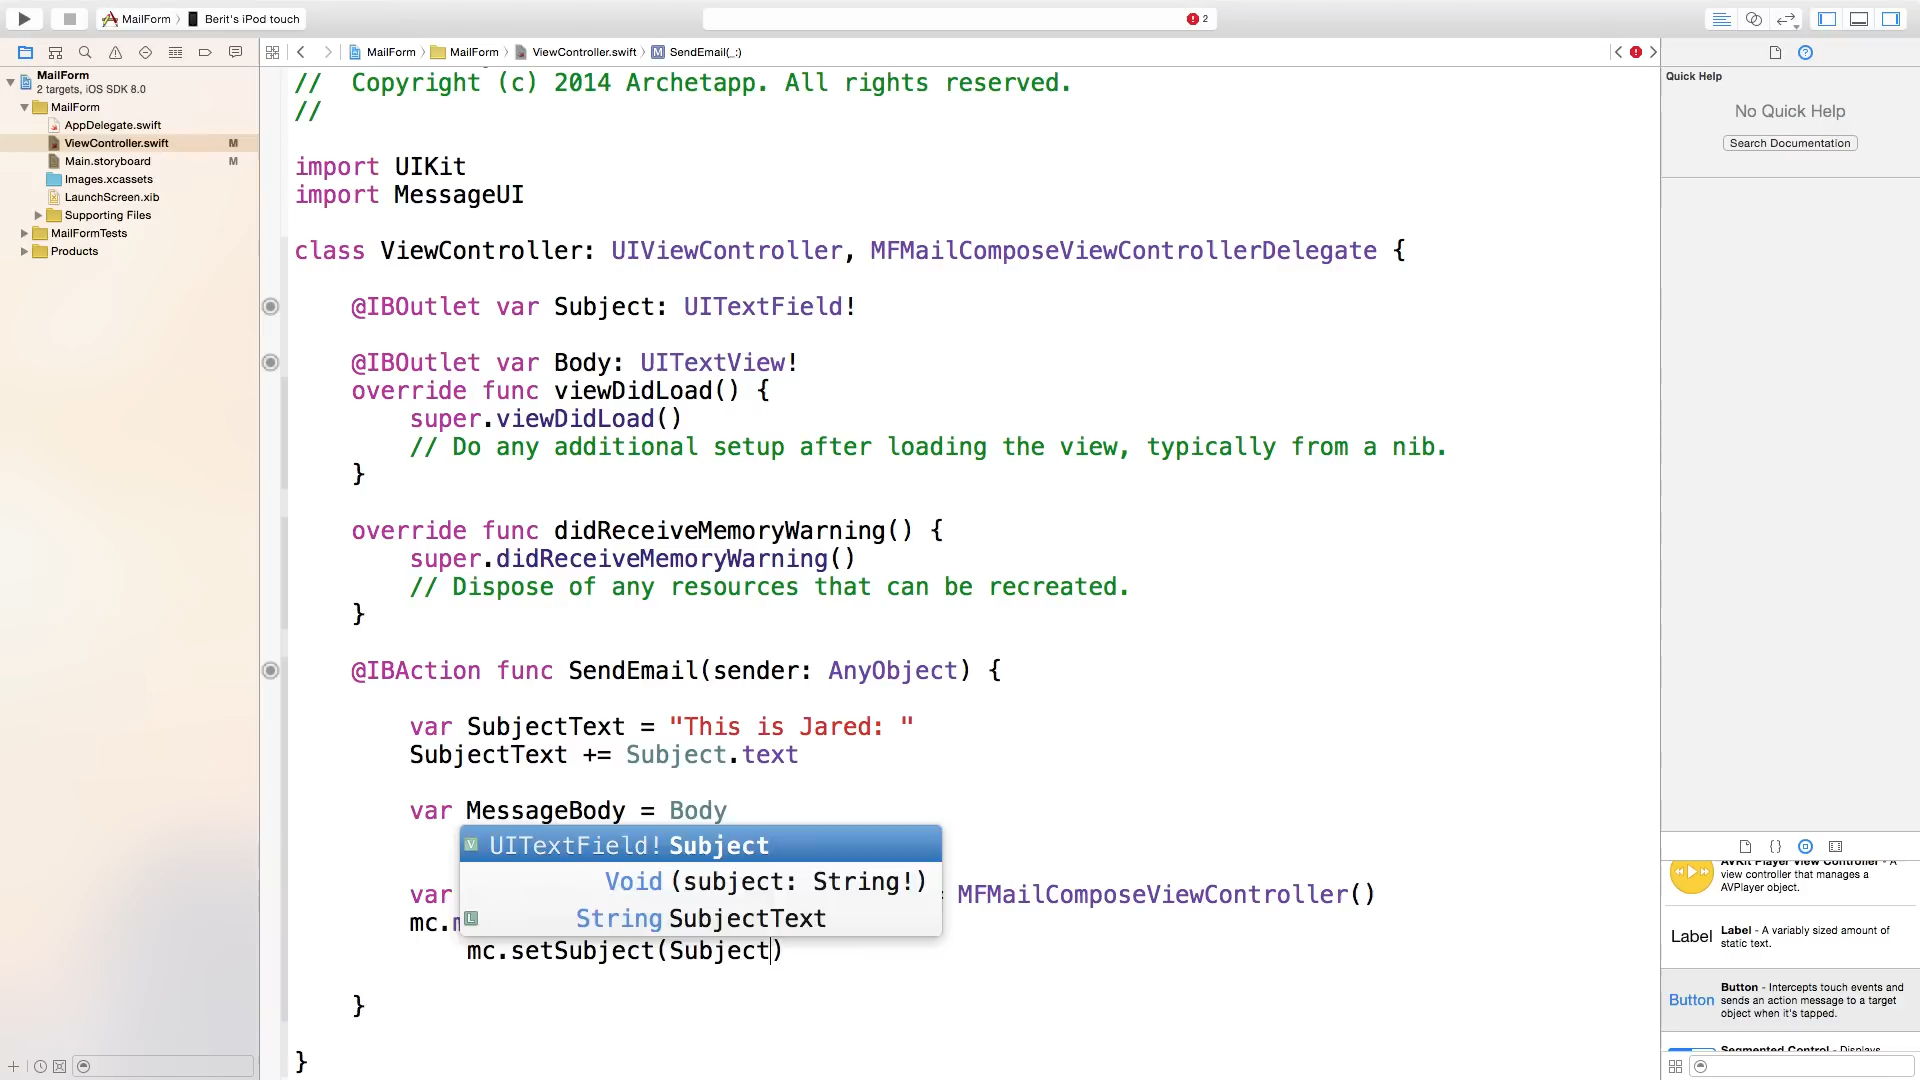 MailForm
Berit's iPod touch
2
MailForm
MailForm
ViewController.swift
M
SendEmail(_:)
MailForm
2 targets, iOS SDK 8.0
MailForm
AppDelegate.swift
ViewController.swift
M
Main.storyboard
M
Images.xcassets
LaunchScreen.xib
Supporting Files
MailFormTests
Products
//  Copyright (c) 2014 Archetapp. All rights reserved.
//
import UIKit
import MessageUI
class ViewController: UIViewController, MFMailComposeViewControllerDelegate {
@IBOutlet var Subject: UITextField!
@IBOutlet var Body: UITextView!
override func viewDidLoad() {
super.viewDidLoad()
// Do any additional setup after loading the view, typically from a nib.
}
override func didReceiveMemoryWarning() {
super.didReceiveMemoryWarning()
// Dispose of any resources that can be recreated.
}
@IBAction func SendEmail(sender: AnyObject) {
var SubjectText = "This is Jared: "
SubjectText += Subject.text
var MessageBody = Body
V UITextField! Subject
Void (subject: String!)
L String SubjectText
var = MFMailComposeViewController()
mc.m
mc.setSubject(Subject)
}
}
Quick Help
No Quick Help
Search Documentation
{ }
AVKit Player View Controller - A
view controller that manages a
AVPlayer object.
Label
Label - A variably sized amount of
static text.
Button
Button - Intercepts touch events and
sends an action message to a target
object when it's tapped.
Segmented Control - Displays